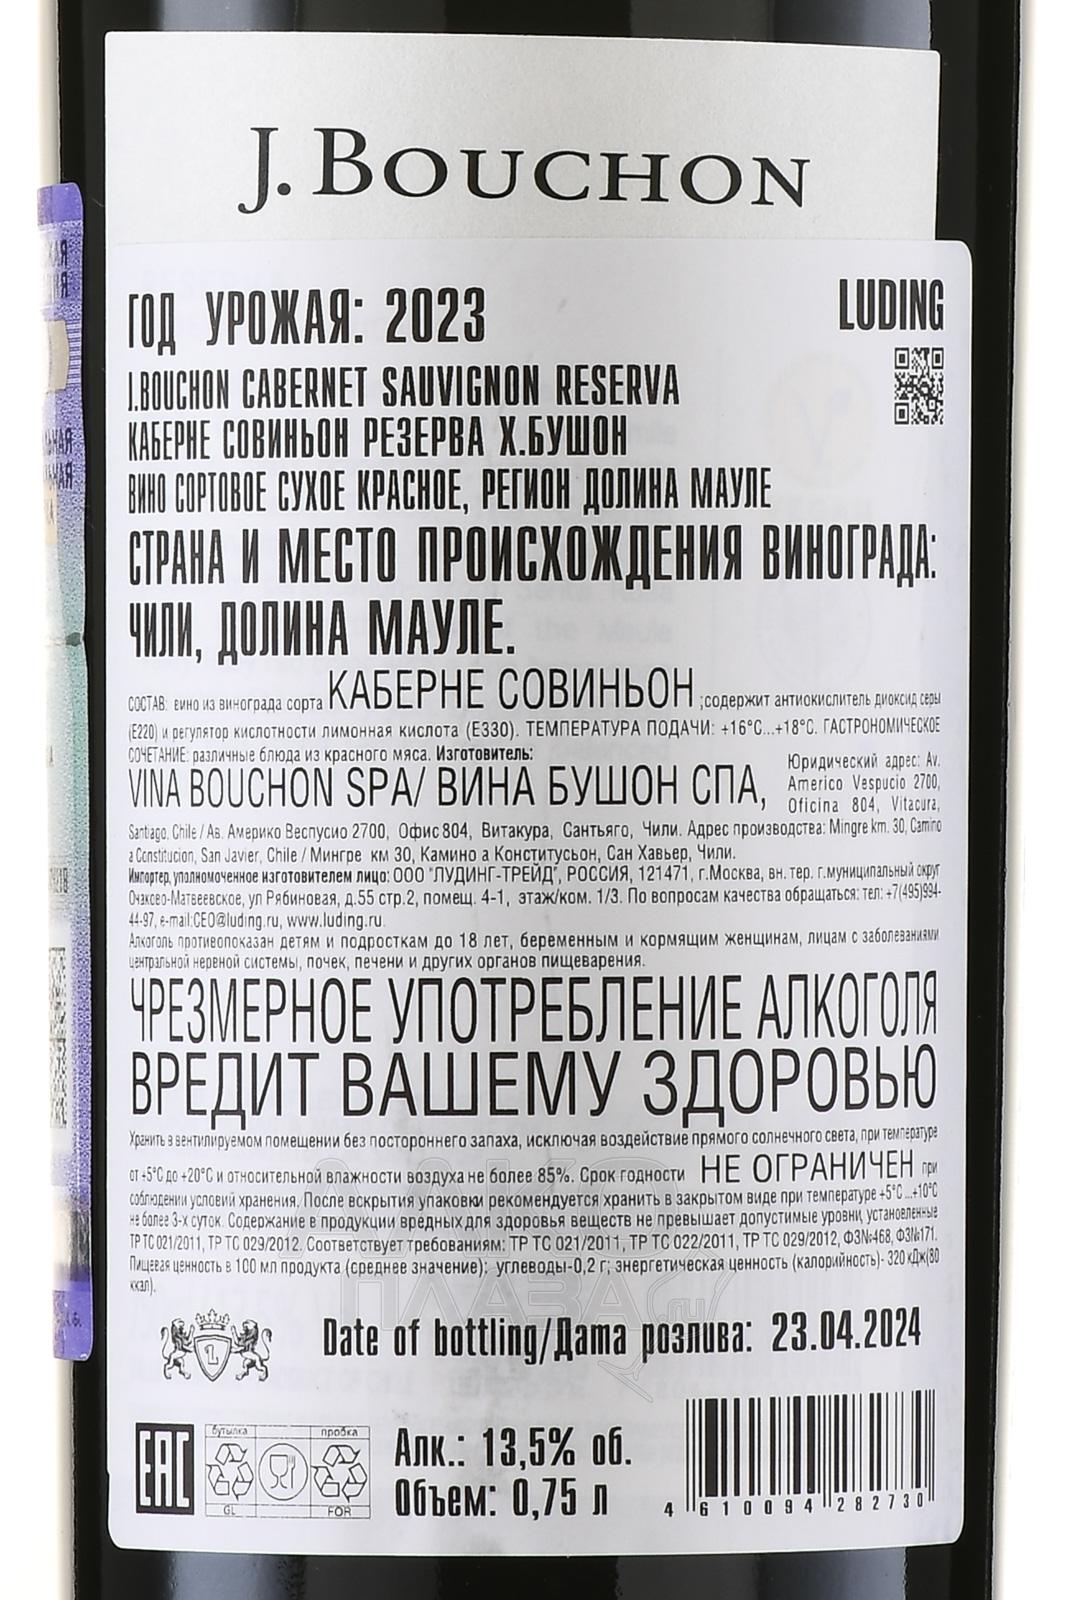 J. BOUCHON
ГОД УРОЖАЯ: 2023
LUDING
J.BOUCHON CABERNET SAUVIGNON RESERVA
КАБЕРНЕ СОВИНЬОН РЕЗЕРВА Х.БУШОН
ВИНО СОРТОВОЕ СУХОЕ КРАСНОЕ, РЕГИОН ДОЛИНА МАУЛЕ
СТРАНА И МЕСТО ПРОИСХОЖДЕНИЯ ВИНОГРАДА:
ЧИЛИ, ДОЛИНА МАУЛЕ.
СОСТАВ: вино из винограда сорта КАБЕРНЕ СОВИНЬОН ;содержит антиокислитель диоксид серы
(E220) и регулятор кислотности лимонная кислота (E330). ТЕМПЕРАТУРА ПОДАЧИ: +16°C...+18°C. ГАСТРОНОМИЧЕСКОЕ
СОЧЕТАНИЕ: различные блюда из красного мяса. Изготовитель:
VINA BOUCHON SPA/ ВИНА БУШОН СПА,
Юридический адрес: Av.
Americo Vespucio 2700,
Oficina 804, Vitacura,
Santiago, Chile / Ав. Америко Веспусио 2700, Офис 804, Витакура, Сантьяго, Чили. Адрес производства: Mingre km. 30, Camino
a Constitucion, San Javier, Chile / Мингре км 30, Камино а Конститусьон, Сан Хавьер, Чили.
Импортер, уполномоченное изготовителем лицо: ООО "ЛУДИНГ-ТРЕЙД", РОССИЯ, 121471, г.Москва, вн. тер. г.муниципальный округ
Очаково-Матвеевское, ул Рябиновая, д.55 стр.2, помещ. 4-1, этаж/ком. 1/3. По вопросам качества обращаться: тел: +7(495)994-
44-97, e-mail:CEO@luding.ru, www.luding.ru.
Алкоголь противопоказан детям и подросткам до 18 лет, беременным и кормящим женщинам, лицам с заболеваниями
центральной нервной системы, почек, печени и других органов пищеварения.
ЧРЕЗМЕРНОЕ УПОТРЕБЛЕНИЕ АЛКОГОЛЯ
ВРЕДИТ ВАШЕМУ ЗДОРОВЬЮ
Хранить в вентилируемом помещении без постороннего запаха, исключая воздействие прямого солнечного света, при температуре
от +5°C до +20°C и относительной влажности воздуха не более 85%. Срок годности НЕ ОГРАНИЧЕН при
соблюдении условий хранения. После вскрытия упаковки рекомендуется хранить в закрытом виде при температуре +5°C...+10°C
не более 3-х суток. Содержание в продукции вредных для здоровья веществ не превышает допустимые уровни, установленные
ТР ТС 021/2011, ТР ТС 029/2012. Соответствует требованиям: ТР ТС 021/2011, ТР ТС 022/2011, ТР ТС 029/2012, ФЗ№468, ФЗ№171.
Пищевая ценность в 100 мл продукта (среднее значение): углеводы-0,2 г; энергетическая ценность (калорийность)- 320 кДж(80
ккал).
АЛКО
ПЛАЗА.ru
Date of bottling/Дата розлива: 23.04.2024
L
EAC
бутылка
пробка
GL
FOR
Алк.: 13,5% об.
Объем: 0,75 л
4 610094 282730